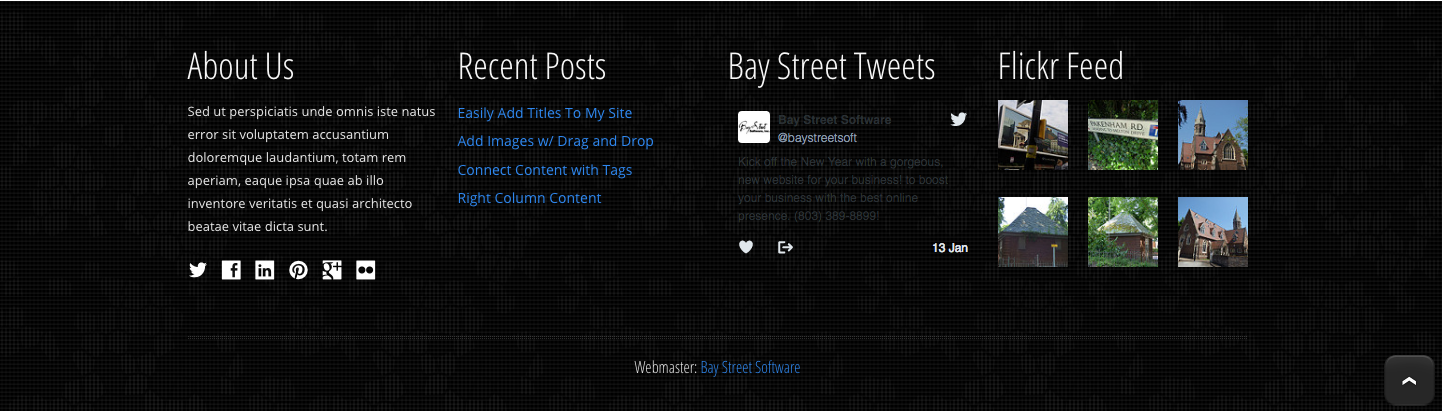 About Us
Sed ut perspiciatis unde omnis iste natus
error sit voluptatem accusantium
doloremque laudantium, totam rem
aperiam, eaque ipsa quae ab illo
inventore veritatis et quasi architecto
beatae vitae dicta sunt.
Recent Posts
Easily Add Titles To My Site
Add Images w/ Drag and Drop
Connect Content with Tags
Right Column Content
Bay Street Tweets
Bay Street Software
@baystreetsoft
Kick off the New Year with a gorgeous,
new website for your business! to boost
your business with the best online
presence. (803) 389-8899!
13 Jan
Flickr Feed
PAKENHAM RD
Webmaster: Bay Street Software